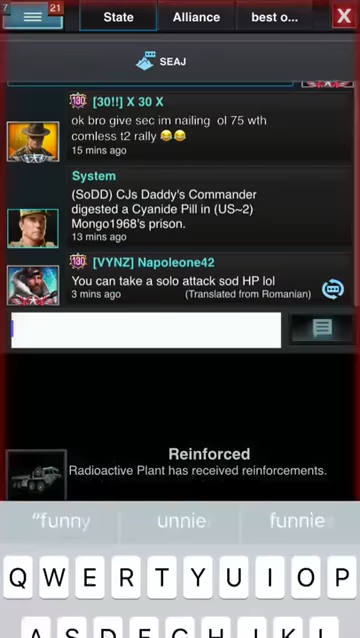 7
21
State
Alliance
best o...
X
SEAJ
130
[30!!] X 30 X
ok bro give sec im nailing ol 75 wth
comless t2 rally 😂😂
15 mins ago
System
(SoDD) CJs Daddy's Commander
digested a Cyanide Pill in (US~2)
Mongo1968's prison.
13 mins ago
130
[VYNZ] Napoleone42
You can take a solo attack sod HP lol
3 mins ago
(Translated from Romanian)
Reinforced
Radioactive Plant has received reinforcements.
"funny
unnie
funnie
Q W E R T Y U I O P
A S D F G H J K L